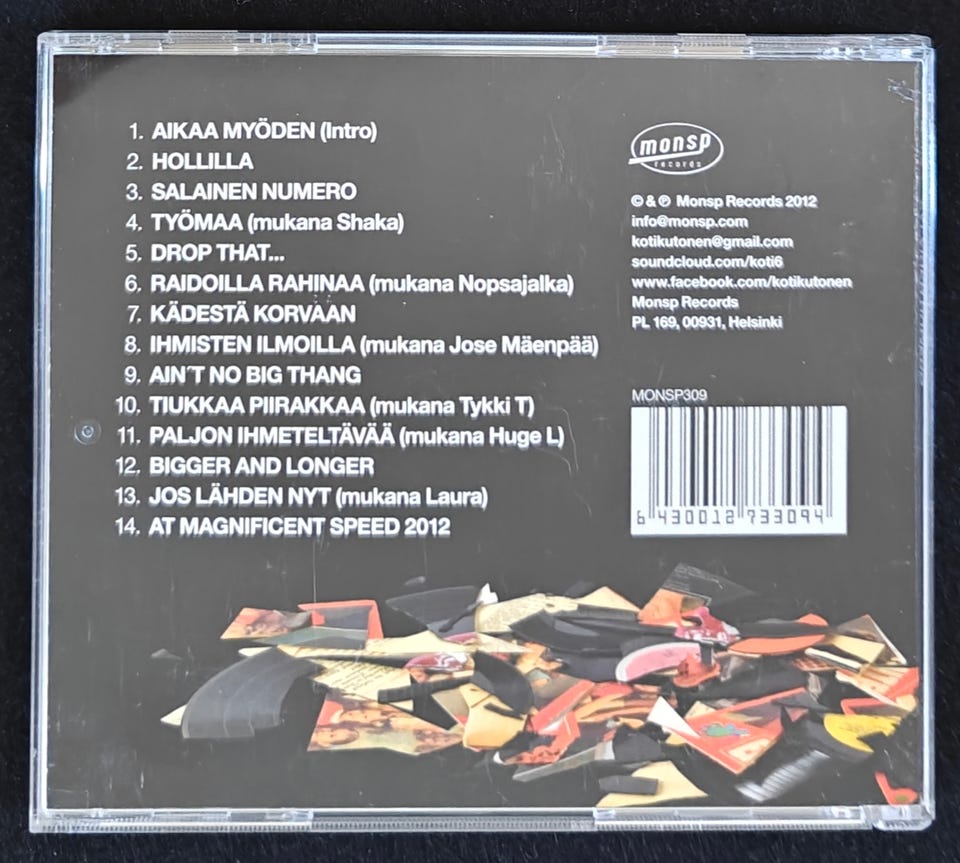 1. AIKAA MYÖDEN (Intro)
2. HOLLILLA
3. SALAINEN NUMERO
4. TYÖMAA (mukana Shaka)
5. DROP THAT...
6. RAIDOILLA RAHINAA (mukana Nopsajalka)
7. KÄDESTÄ KORVAAN
8. IHMISTEN ILMOILLA (mukana Jose Mäenpää)
9. AIN´T NO BIG THANG
10. TIUKKAA PIIRAKKAA (mukana Tykki T)
11. PALJON IHMETELTÄVÄÄ (mukana Huge L)
12. BIGGER AND LONGER
13. JOS LÄHDEN NYT (mukana Laura)
14. AT MAGNIFICENT SPEED 2012
monsp
records
© & ℗ Monsp Records 2012
info@monsp.com
kotikutonen@gmail.com
soundcloud.com/koti6
www.facebook.com/kotikutonen
Monsp Records
PL 169, 00931, Helsinki
MONSP309
6 430012 733094